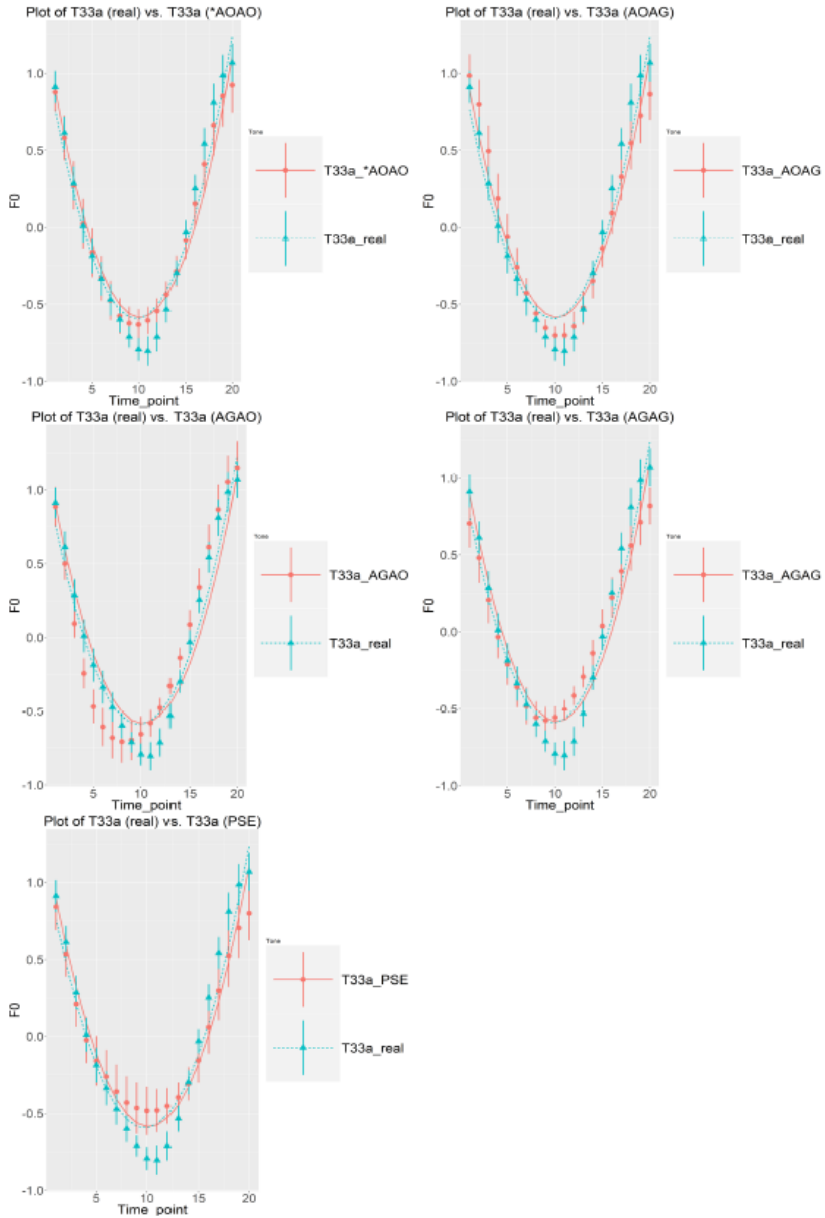 Plot of T33a (real) vs. T33a (*AOAO)
1.0
0.5
0.0
-0.5
-1.0
F0
5 10 15 20
Time_point
Tone
T33a_*AOAO
T33a_real
Plot of T33a (real) vs. T33a (AOAG)
1.0
0.5
0.0
-0.5
-1.0
F0
5 10 15 20
Time_point
Tone
T33a_AOAG
T33a_real
Plot of T33a (real) vs. T33a (AGAO)
1.0
0.5
0.0
-0.5
-1.0
F0
5 10 15 20
Time_point
Tone
T33a_AGAO
T33a_real
Plot of T33a (real) vs. T33a (AGAG)
1.0
0.5
0.0
-0.5
-1.0
F0
5 10 15 20
Time_point
Tone
T33a_AGAG
T33a_real
Plot of T33a (real) vs. T33a (PSE)
1.0
0.5
0.0
-0.5
-1.0
F0
5 10 15 20
Time_point
Tone
T33a_PSE
T33a_real